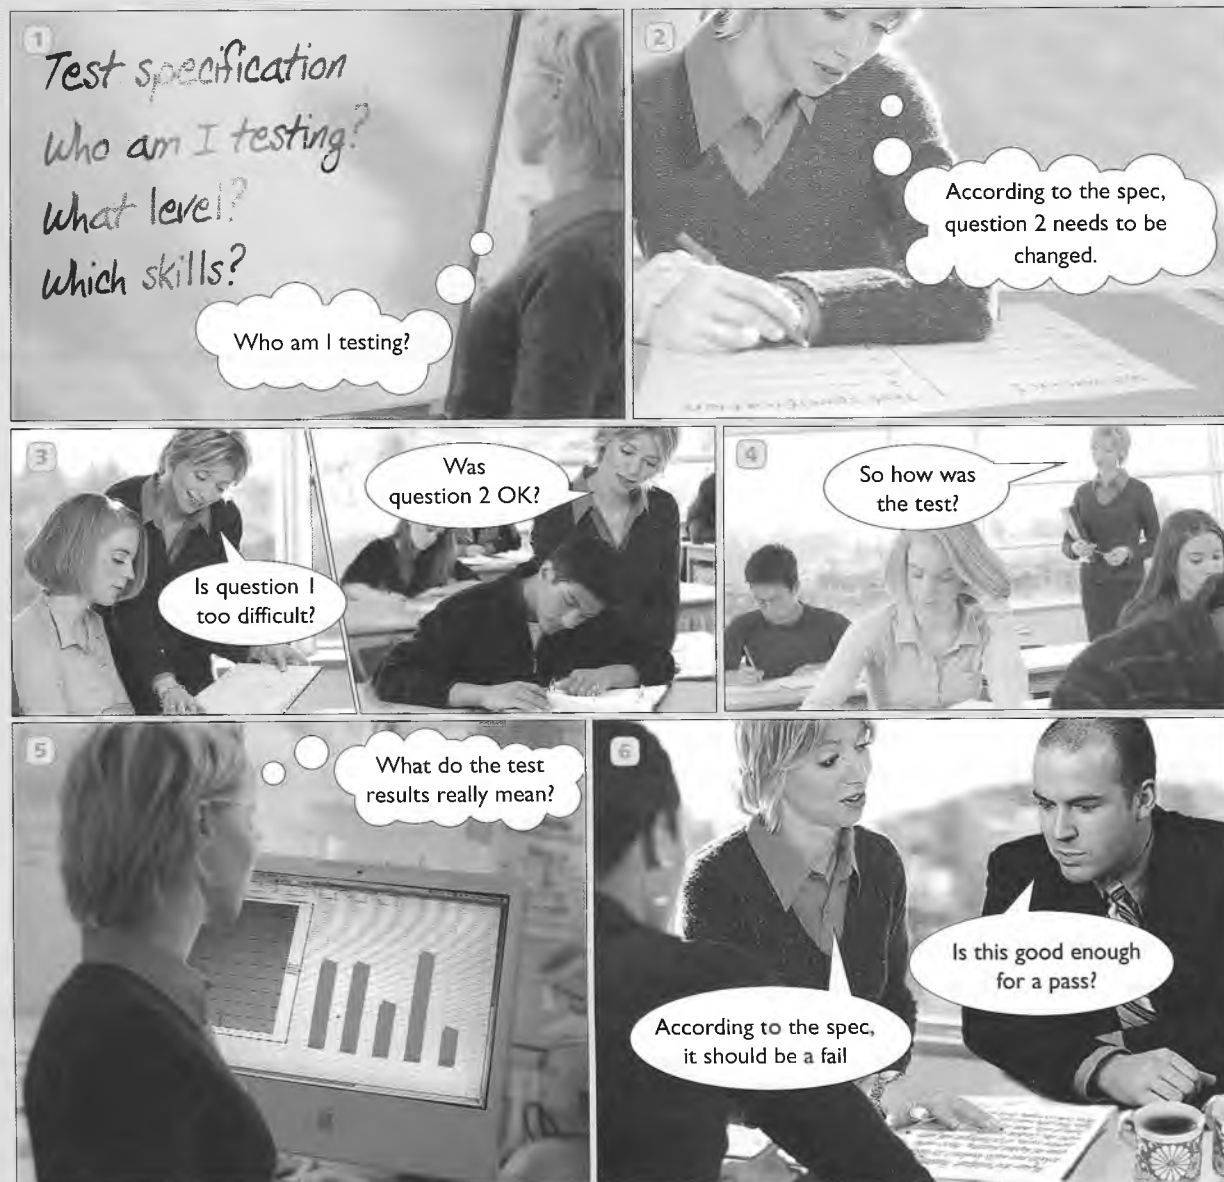 1
Test specification
Who am I testing?
What level?
Which skills?
Who am I testing?
2
According to the spec,
question 2 needs to be
changed.
3
Is question 1
too difficult?
Was
question 2 OK?
4
So how was
the test?
5
What do the test
results really mean?
6
Is this good enough
for a pass?
According to the spec,
it should be a fail